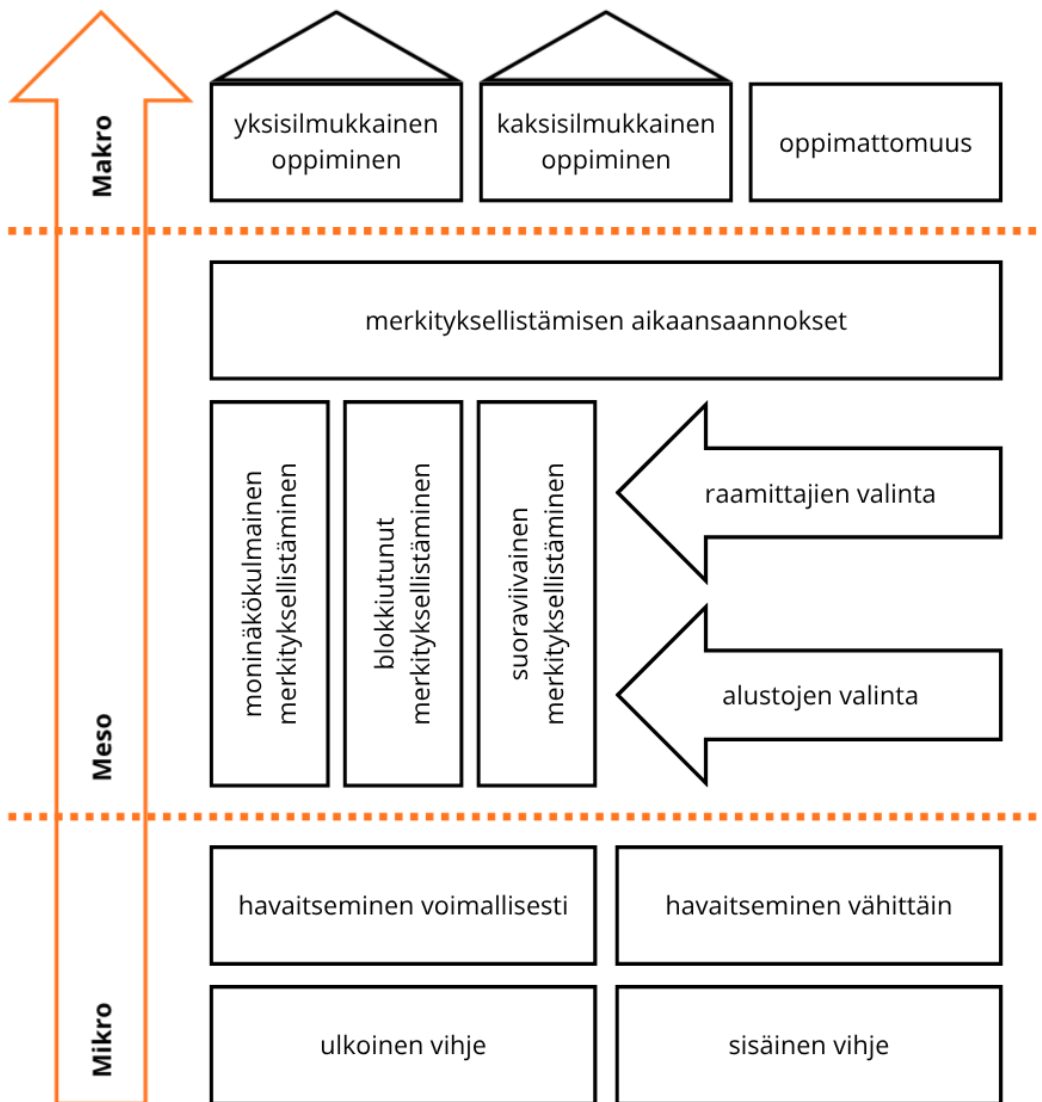 Makro
yksisilmukkainen
oppiminen
kaksisilmukkainen
oppiminen
oppimattomuus
merkityksellistämisen aikaansaannokset
Meso
moninäkökulmainen
merkityksellistäminen
blokkiutunut
merkityksellistäminen
suoraviivainen
merkityksellistäminen
raamittajien valinta
alustojen valinta
Mikro
havaitseminen voimallisesti
havaitseminen vähittäin
ulkoinen vihje
sisäinen vihje